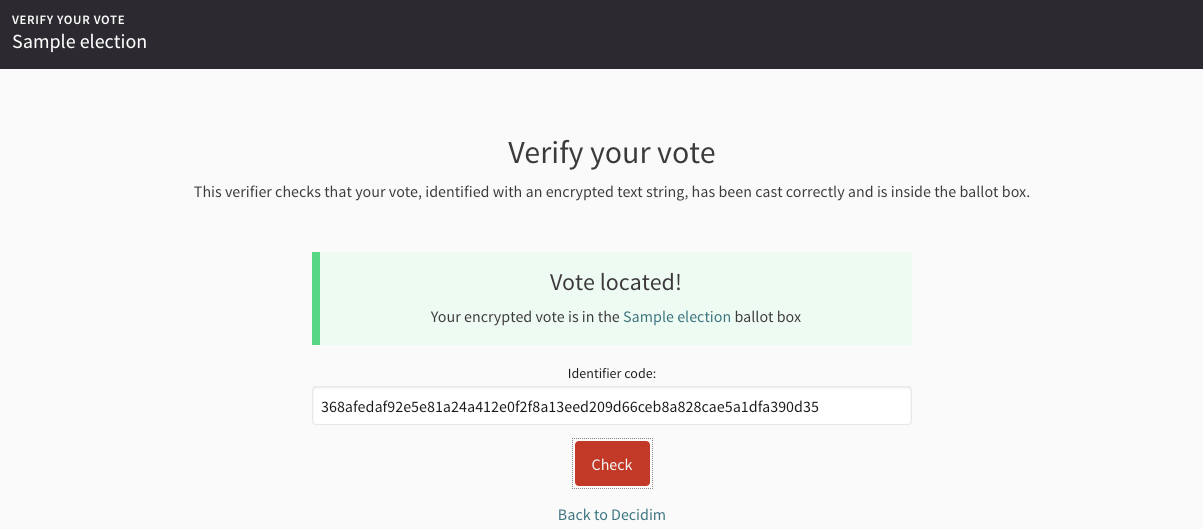 VERIFY YOUR VOTE
Sample election
Verify your vote
This verifier checks that your vote, identified with an encrypted text string, has been cast correctly and is inside the ballot box.
Vote located!
Your encrypted vote is in the Sample election ballot box
Identifier code:
368afedaf92e5e81a24a412e0f2f8a13eed209d66ceb8a828cae5a1dfa390d35
Check
Back to Decidim